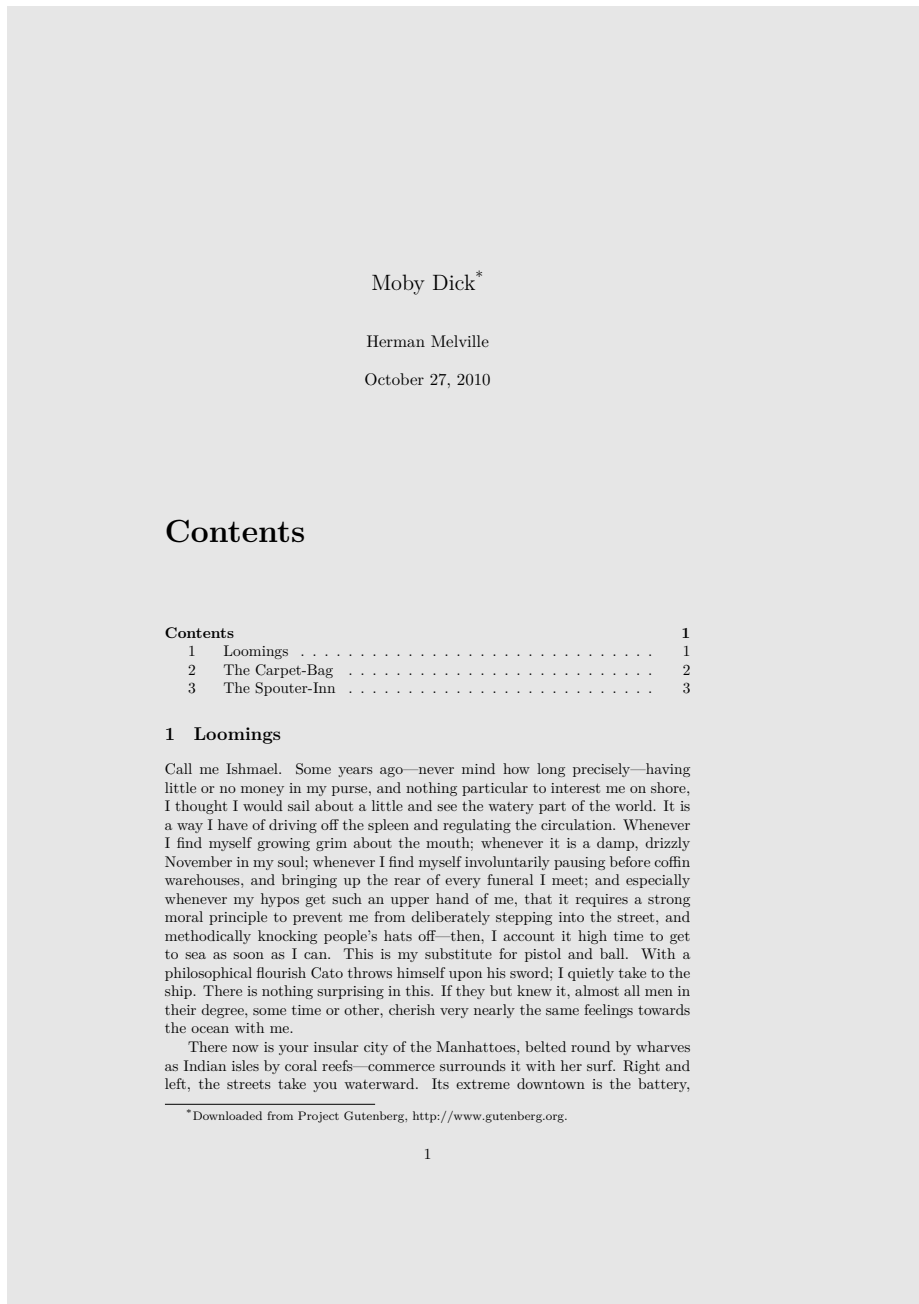 Moby Dick*
Herman Melville
October 27, 2010
Contents
Contents 1
1 Loomings . . . . . . . . . . . . . . . . . . . . . . . . . . . . . . 1
2 The Carpet-Bag . . . . . . . . . . . . . . . . . . . . . . . . . . 2
3 The Spouter-Inn . . . . . . . . . . . . . . . . . . . . . . . . . . 3
1 Loomings
Call me Ishmael. Some years ago—never mind how long precisely—having
little or no money in my purse, and nothing particular to interest me on shore,
I thought I would sail about a little and see the watery part of the world. It is
a way I have of driving off the spleen and regulating the circulation. Whenever
I find myself growing grim about the mouth; whenever it is a damp, drizzly
November in my soul; whenever I find myself involuntarily pausing before coffin
warehouses, and bringing up the rear of every funeral I meet; and especially
whenever my hypos get such an upper hand of me, that it requires a strong
moral principle to prevent me from deliberately stepping into the street, and
methodically knocking people's hats off—then, I account it high time to get
to sea as soon as I can. This is my substitute for pistol and ball. With a
philosophical flourish Cato throws himself upon his sword; I quietly take to the
ship. There is nothing surprising in this. If they but knew it, almost all men in
their degree, some time or other, cherish very nearly the same feelings towards
the ocean with me.
There now is your insular city of the Manhattoes, belted round by wharves
as Indian isles by coral reefs—commerce surrounds it with her surf. Right and
left, the streets take you waterward. Its extreme downtown is the battery,
*Downloaded from Project Gutenberg, http://www.gutenberg.org.
1